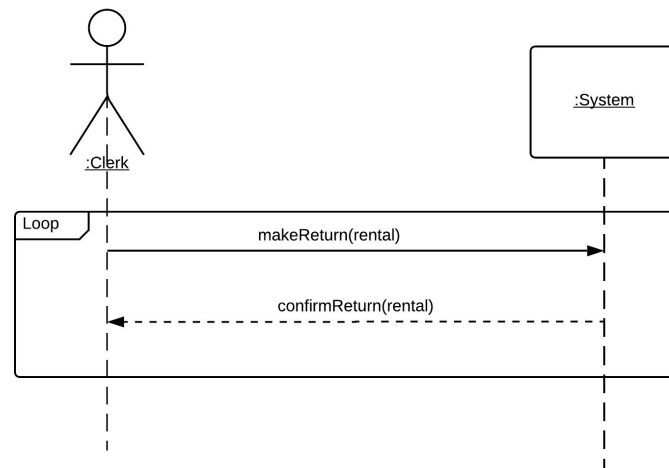 :System
:Clerk
Loop
makeReturn(rental)
confirmReturn(rental)